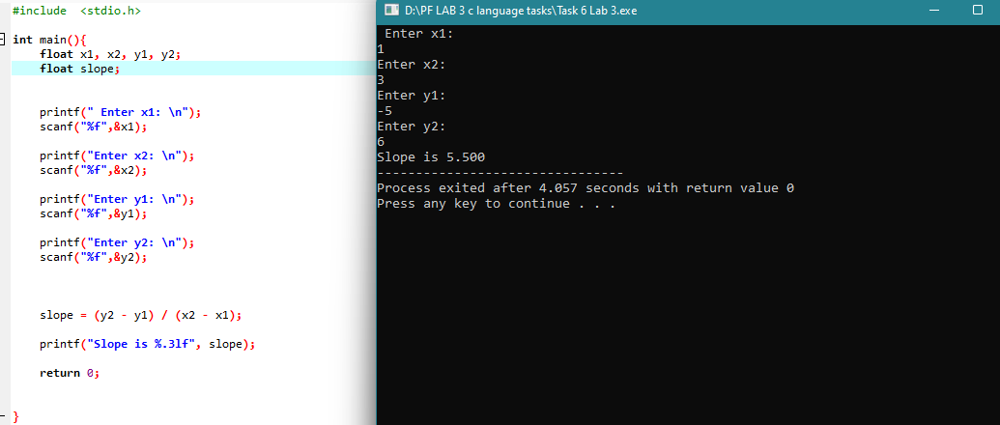 #include  <stdio.h>
int main(){
    float x1, x2, y1, y2;
    float slope;
    printf(" Enter x1: \n");
    scanf("%f",&x1);
    printf("Enter x2: \n");
    scanf("%f",&x2);
    printf("Enter y1: \n");
    scanf("%f",&y1);
    printf("Enter y2: \n");
    scanf("%f",&y2);
    slope = (y2 - y1) / (x2 - x1);
    printf("Slope is %.3lf", slope);
    return 0;
}
D:\PF LAB 3 c language tasks\Task 6 Lab 3.exe
 Enter x1:
1
Enter x2:
3
Enter y1:
-5
Enter y2:
6
Slope is 5.500
--------------------------------
Process exited after 4.057 seconds with return value 0
Press any key to continue . . .